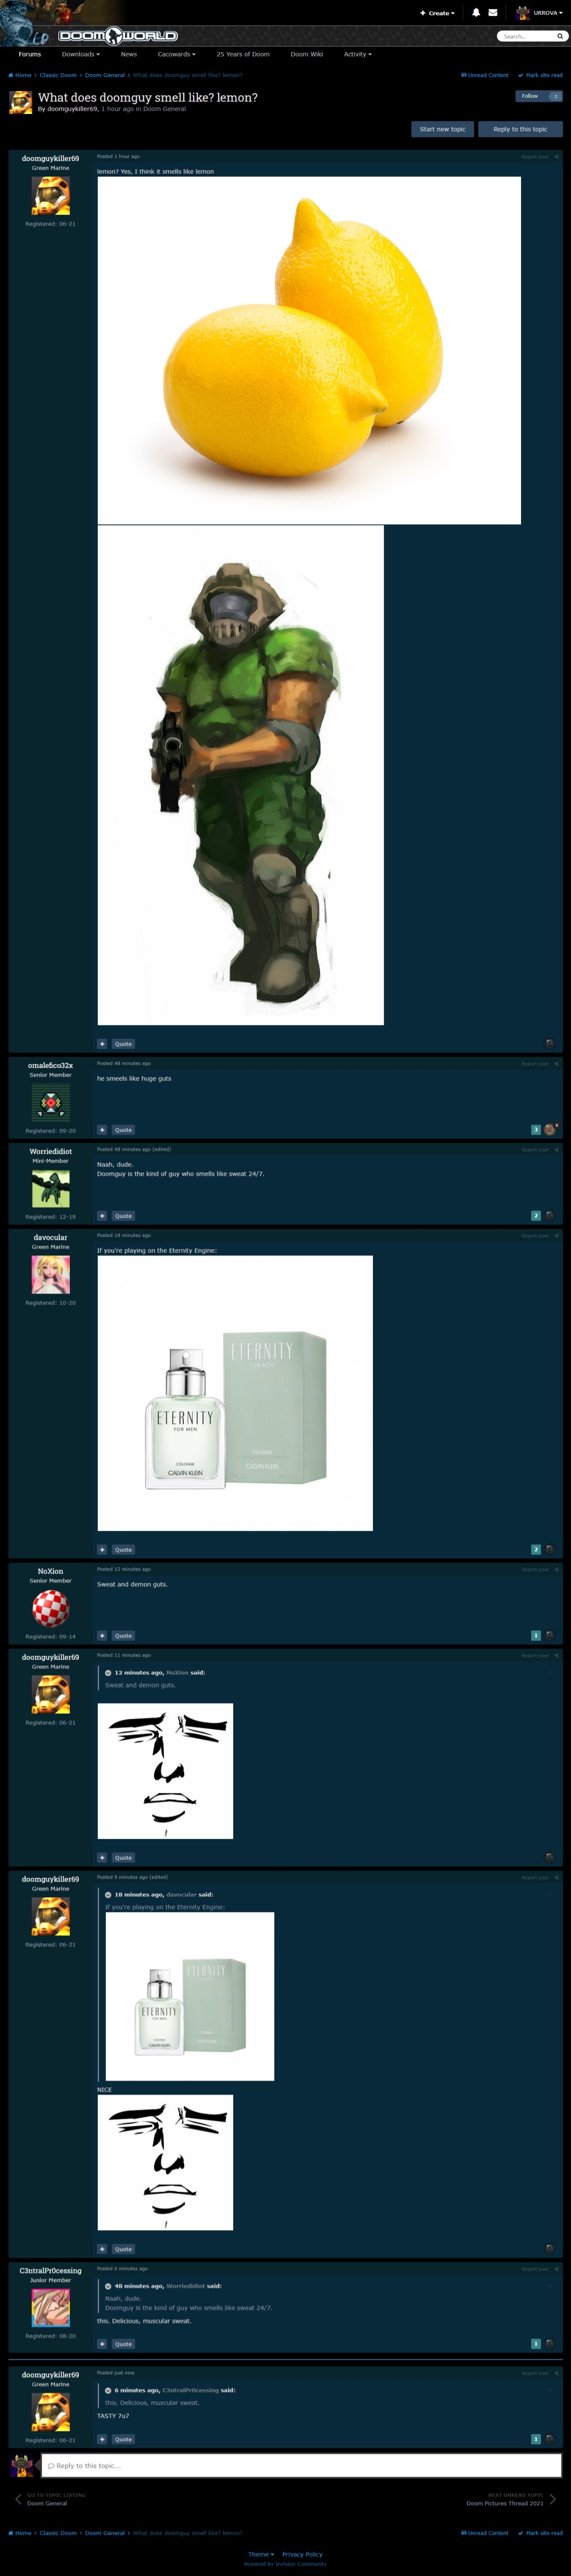 DOOMWORLD
+ Create
URROVA
Search...
Forums
Downloads
News
Cacowards
25 Years of Doom
Doom Wiki
Activity
Home > Classic Doom > Doom General > What does doomguy smell like? lemon?
Unread Content
Mark site read
What does doomguy smell like? lemon?
By doomguykiller69, 1 hour ago in Doom General
Follow
Start new topic
Reply to this topic
doomguykiller69
Green Marine
Registered: 06-21
Posted 1 hour ago
Report post
lemon? Yes, I think it smells like lemon
+ Quote
omalefico32x
Senior Member
Registered: 09-20
Posted 48 minutes ago
Report post
he smeels like huge guts
+ Quote
3
Worriedidiot
Mini-Member
Registered: 12-19
Posted 48 minutes ago (edited)
Report post
Naah, dude.
Doomguy is the kind of guy who smells like sweat 24/7.
+ Quote
2
davocular
Green Marine
Registered: 10-20
Posted 18 minutes ago
Report post
If you're playing on the Eternity Engine:
ETERNITY
FOR MEN
COLOGNE
CALVIN KLEIN
ETERNITY
FOR MEN
COLOGNE
CALVIN KLEIN
+ Quote
2
NoXion
Senior Member
Registered: 09-14
Posted 12 minutes ago
Report post
Sweat and demon guts.
+ Quote
1
doomguykiller69
Green Marine
Registered: 06-21
Posted 11 minutes ago
Report post
12 minutes ago, NoXion said:
Sweat and demon guts.
+ Quote
doomguykiller69
Green Marine
Registered: 06-21
Posted 9 minutes ago (edited)
Report post
18 minutes ago, davocular said:
If you're playing on the Eternity Engine:
ETERNITY
FOR MEN
CALVIN KLEIN
ETERNITY
FOR MEN
CALVIN KLEIN
NICE
+ Quote
C3ntralPr0cessing
Junior Member
Registered: 08-20
Posted 6 minutes ago
Report post
48 minutes ago, Worriedidiot said:
Naah, dude.
Doomguy is the kind of guy who smells like sweat 24/7.
this. Delicious, muscular sweat.
+ Quote
1
doomguykiller69
Green Marine
Registered: 06-21
Posted just now
Report post
6 minutes ago, C3ntralPr0cessing said:
this. Delicious, muscular sweat.
TASTY 7u7
+ Quote
1
Reply to this topic...
GO TO TOPIC LISTING
Doom General
NEXT UNREAD TOPIC
Doom Pictures Thread 2021
Home > Classic Doom > Doom General > What does doomguy smell like? lemon?
Unread Content
Mark site read
Theme
Privacy Policy
Powered by Invision Community